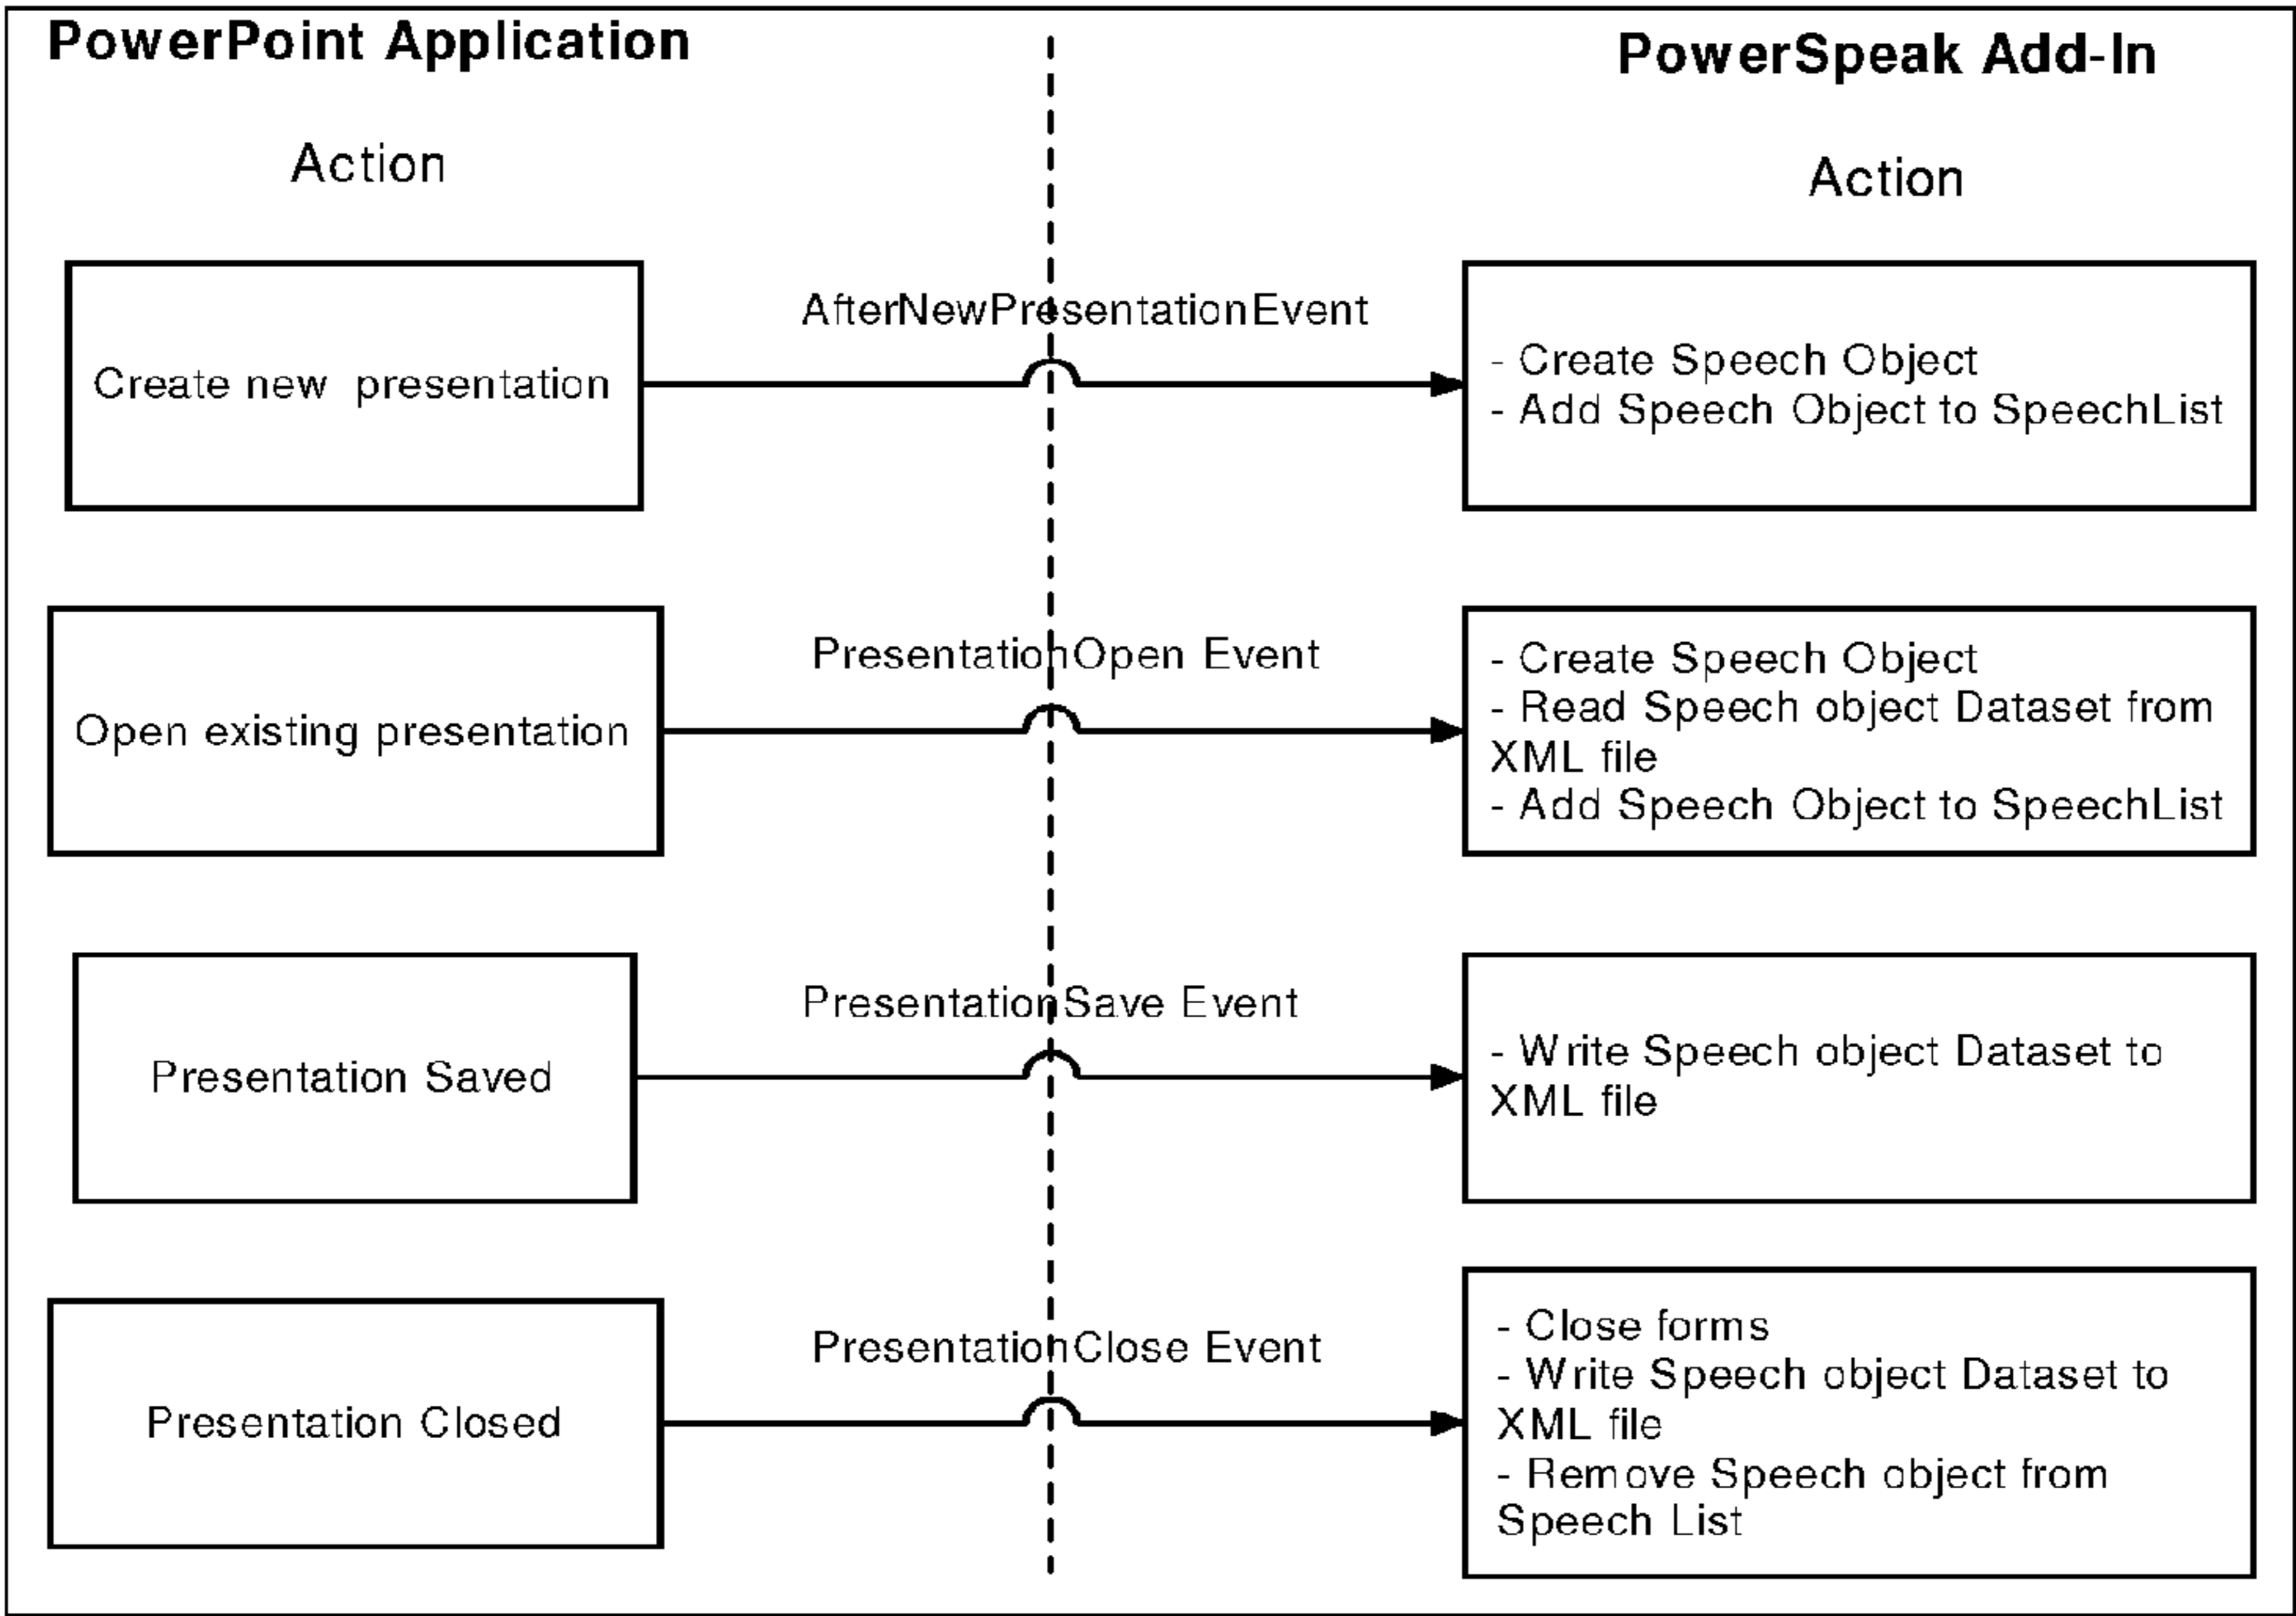 PowerPoint Application
PowerSpeak Add-In
Action
Action
Create new presentation
AfterNewPresentationEvent
- Create Speech Object
- Add Speech Object to SpeechList
Open existing presentation
PresentationOpen Event
- Create Speech Object
- Read Speech object Dataset from
XML file
- Add Speech Object to SpeechList
Presentation Saved
PresentationSave Event
- Write Speech object Dataset to
XML file
Presentation Closed
PresentationClose Event
- Close forms
- Write Speech object Dataset to
XML file
- Remove Speech object from
Speech List